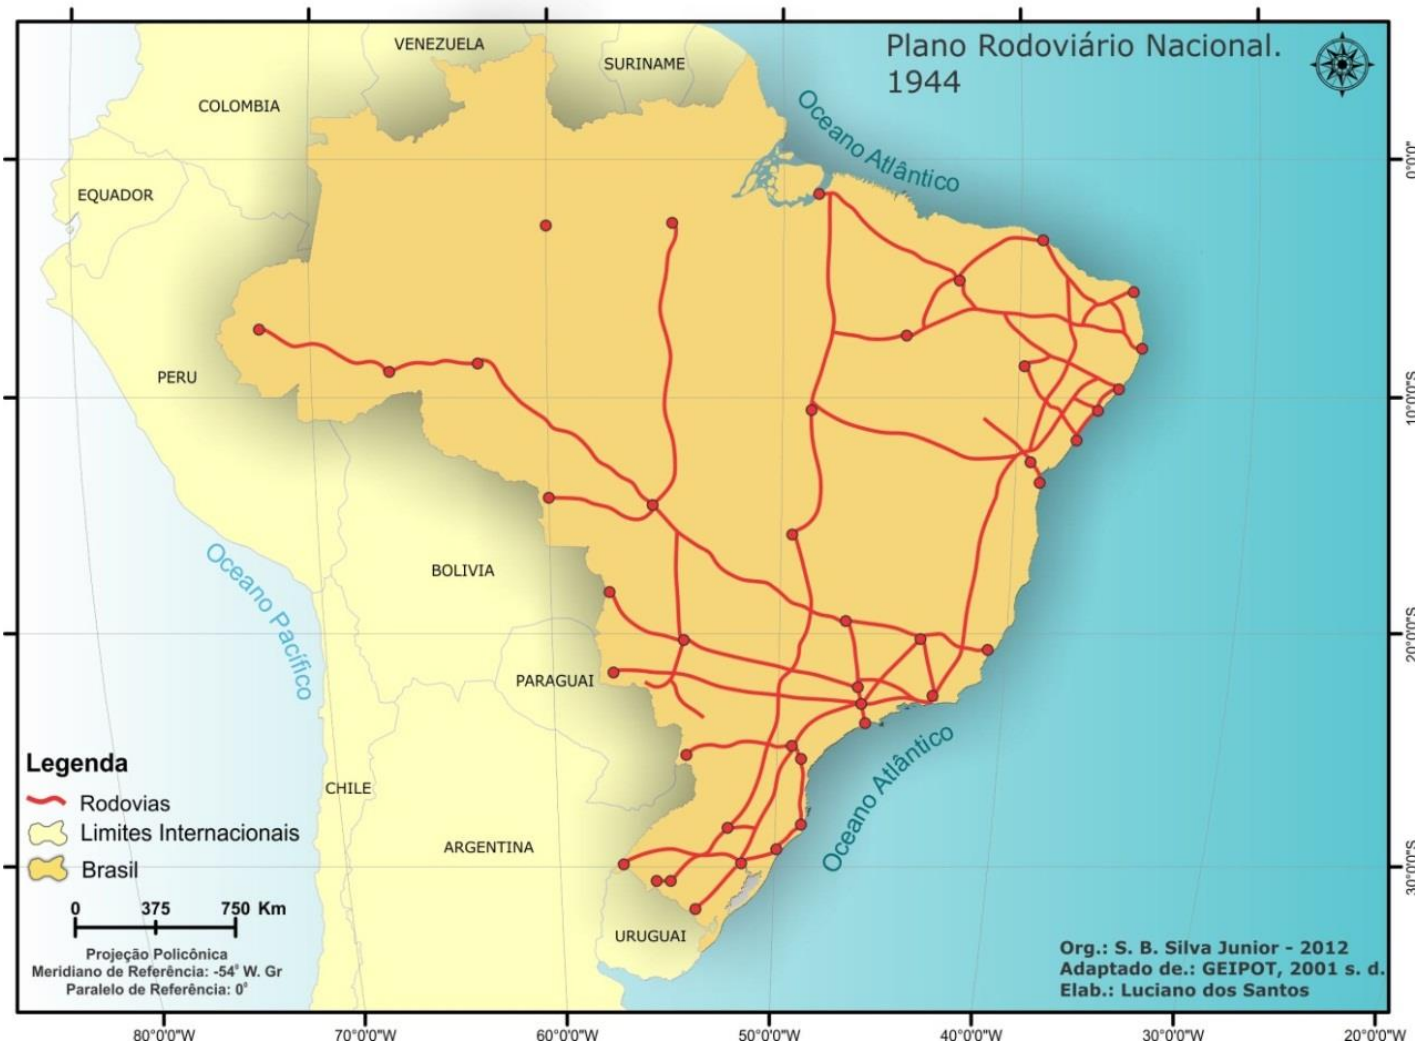 Plano Rodoviário Nacional.
1944
VENEZUELA
SURINAME
COLOMBIA
Oceano Atlântico
EQUADOR
0°0'0"
PERU
10°0'0"S
Oceano Pacífico
BOLIVIA
20°0'0"S
PARAGUAI
Oceano Atlântico
Legenda
Rodovias
Limites Internacionais
Brasil
CHILE
ARGENTINA
30°0'0"S
0 375 750 Km
URUGUAI
Projeção Policônica
Meridiano de Referência: -54° W. Gr
Paralelo de Referência: 0°
Org.: S. B. Silva Junior - 2012
Adaptado de.: GEIPOT, 2001 s. d.
Elab.: Luciano dos Santos
80°0'0"W 70°0'0"W 60°0'0"W 50°0'0"W 40°0'0"W 30°0'0"W 20°0'0"W